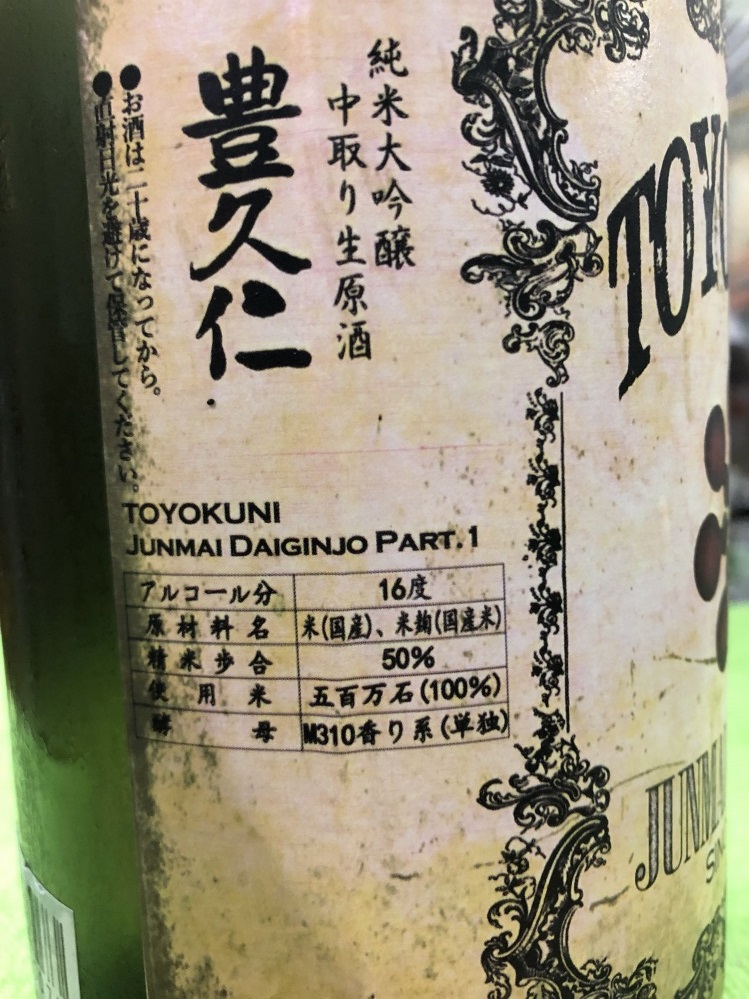 純米大吟醸
中取り生原酒
豊久仁
●お酒は二十歳になってから。
●直射日光を避けて保管してください。
TOYOKUNI
JUNMAI DAIGINJO PART.1
アルコール分 16度
原材料名 米(国産)、米麹(国産米)
精米歩合 50%
使用米 五百万石(100%)
酵母 M310香り系(単独)